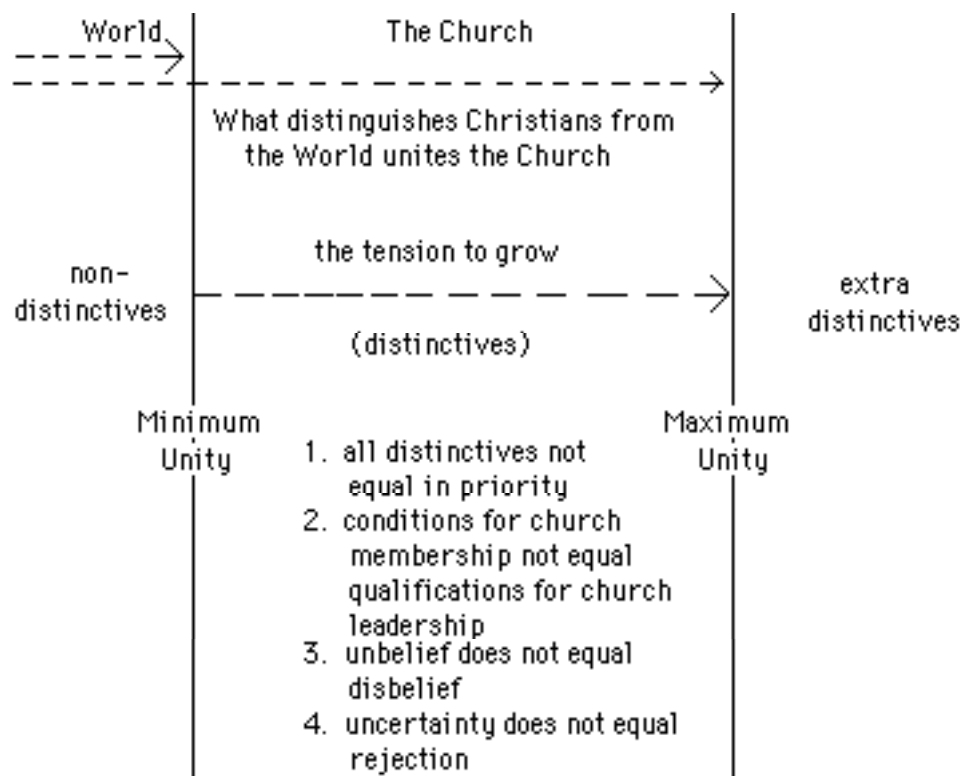 World
The Church
What distinguishes Christians from
the World unites the Church
the tension to grow
non-
distinctives
extra
distinctives
(distinctives)
Minimum
Unity
Maximum
Unity
1. all distinctives not
equal in priority
2. conditions for church
membership not equal
qualifications for church
leadership
3. unbelief does not equal
disbelief
4. uncertainty does not equal
rejection